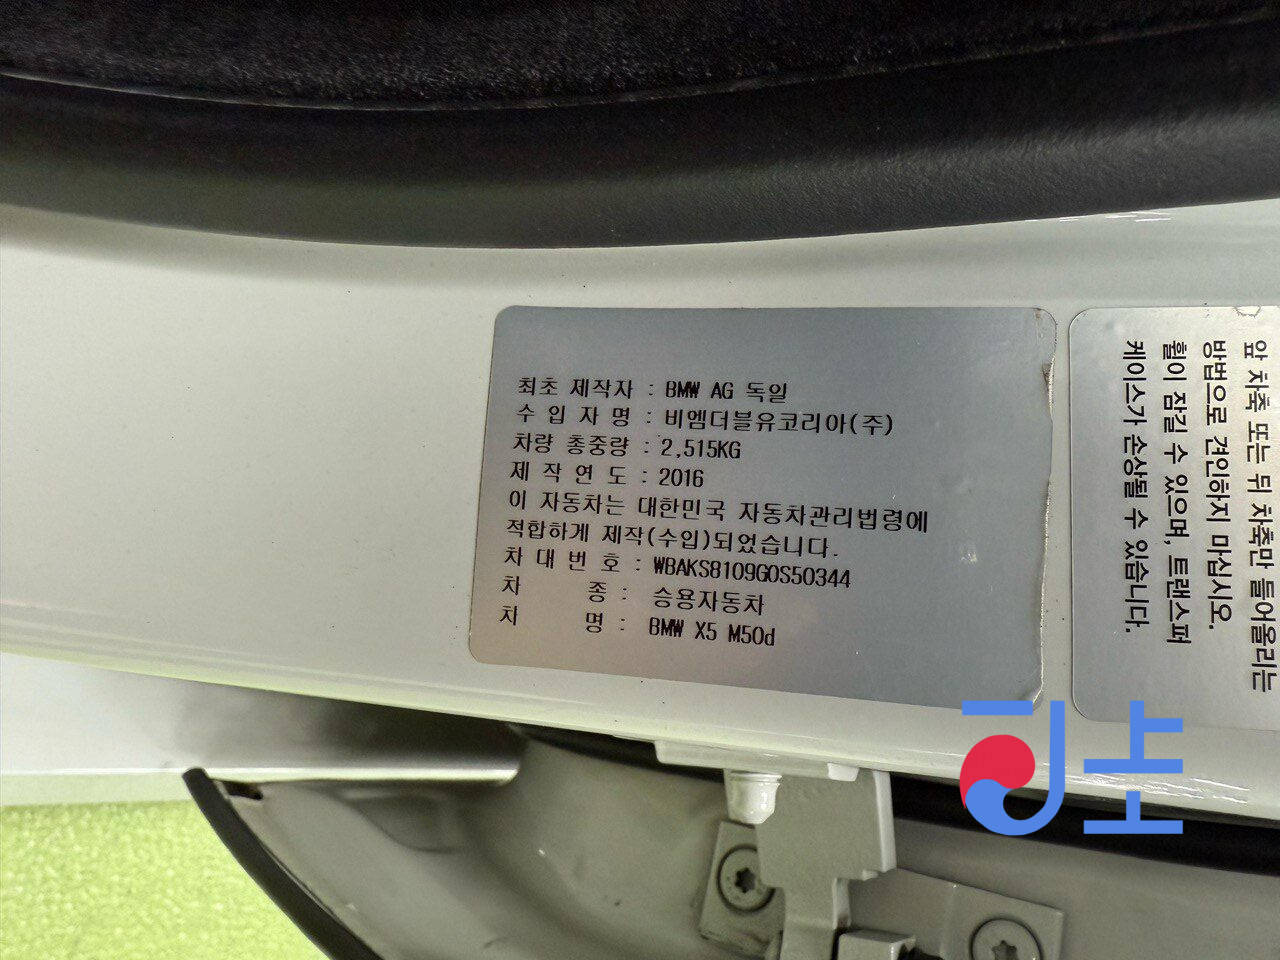 최초 제작자 : BMW AG 독일
수 입 자 명 : 비엠더블유코리아(주)
차량 총중량 : 2,515KG
제 작 연 도 : 2016
이 자동차는 대한민국 자동차관리법령에
적합하게 제작(수입)되었습니다.
차 대 번 호 : WBAKS8109G0S50344
차 종 : 승용자동차
차 명 : BMW X5 M50d
앞 차축 또는 뒤 차축만 들어올리는
방법으로 견인하지 마십시오.
휠이 잠길 수 있으며, 트랜스퍼
케이스가 손상될 수 있습니다.